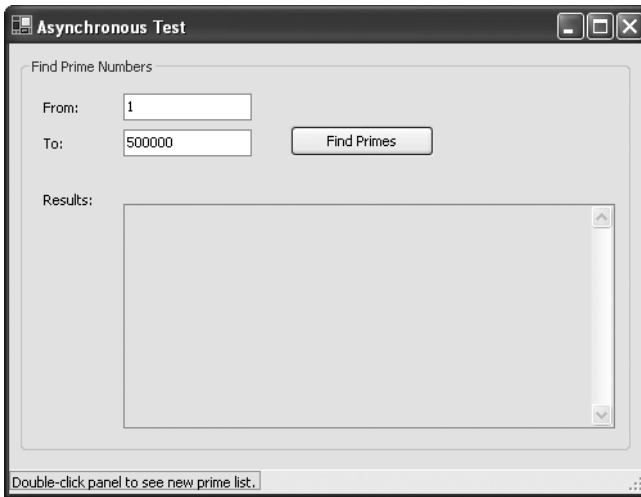 Asynchronous Test
Find Prime Numbers
From: 1
To: 500000 Find Primes
Results:
Double-click panel to see new prime list.